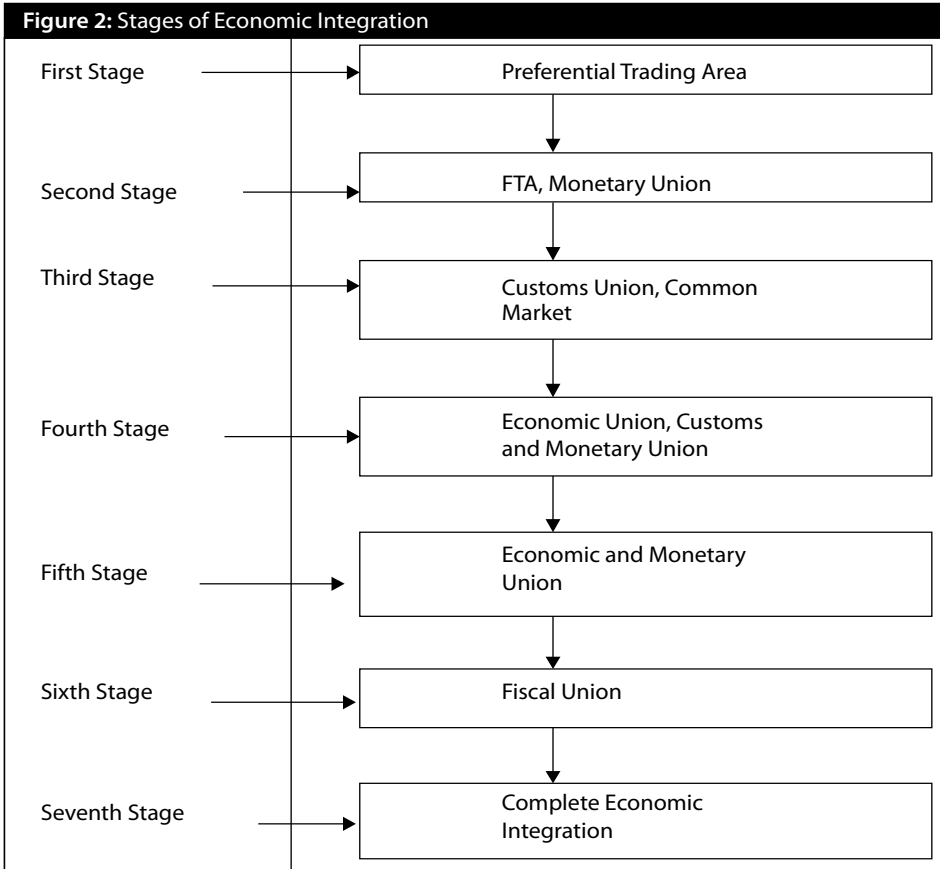 Figure 2: Stages of Economic Integration
First Stage
Preferential Trading Area
Second Stage
FTA, Monetary Union
Third Stage
Customs Union, Common
Market
Fourth Stage
Economic Union, Customs
and Monetary Union
Fifth Stage
Economic and Monetary
Union
Sixth Stage
Fiscal Union
Seventh Stage
Complete Economic
Integration